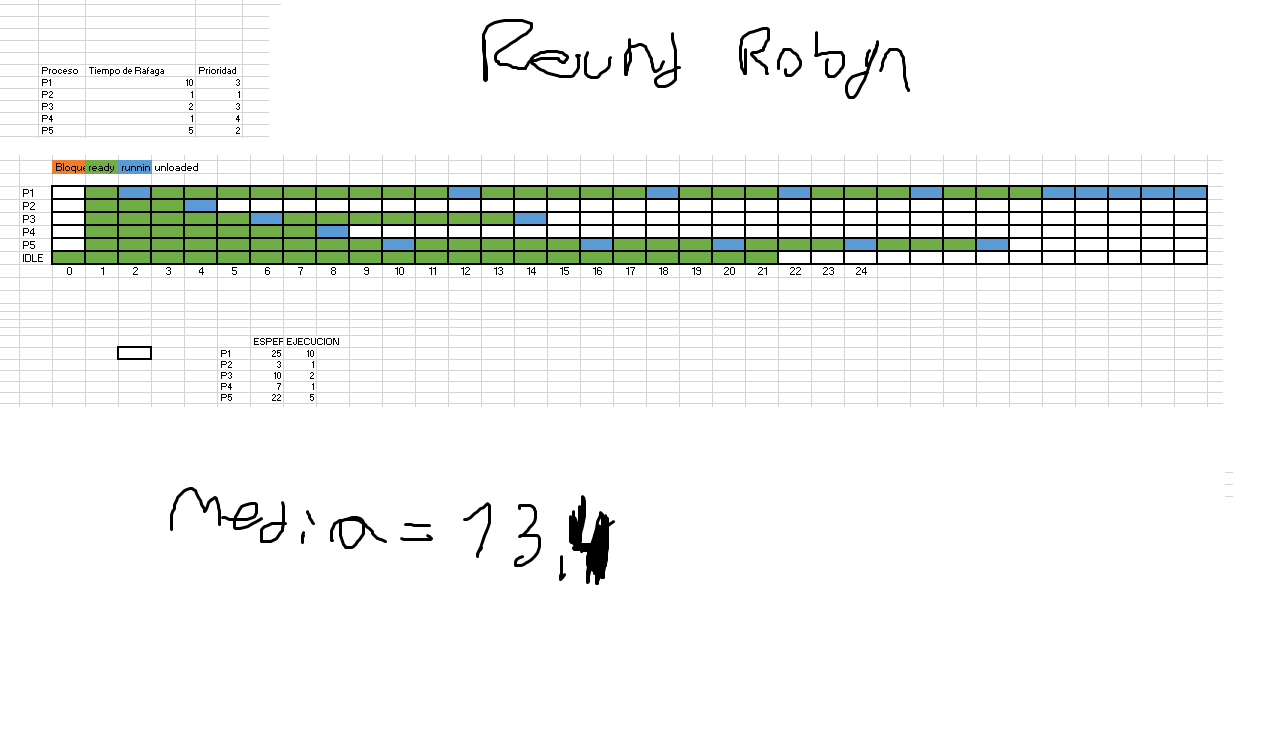 Round Robyn
Proceso Tiempo de Rafaga Prioridad
P1 10 3
P2 1 1
P3 2 3
P4 1 4
P5 5 2
Bloque ready runnin unloaded
P1
P2
P3
P4
P5
IDLE
0 1 2 3 4 5 6 7 8 9 10 11 12 13 14 15 16 17 18 19 20 21 22 23 24
ESPER EJECUCION
P1 25 10
P2 3 1
P3 10 2
P4 7 1
P5 22 5
Media = 13,4